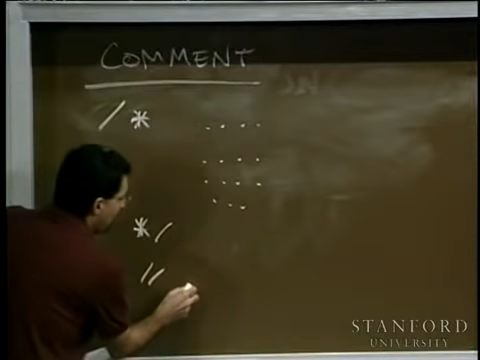 COMMENT
/*
....
....
....
....
*/
//
STANFORD
UNIVERSITY